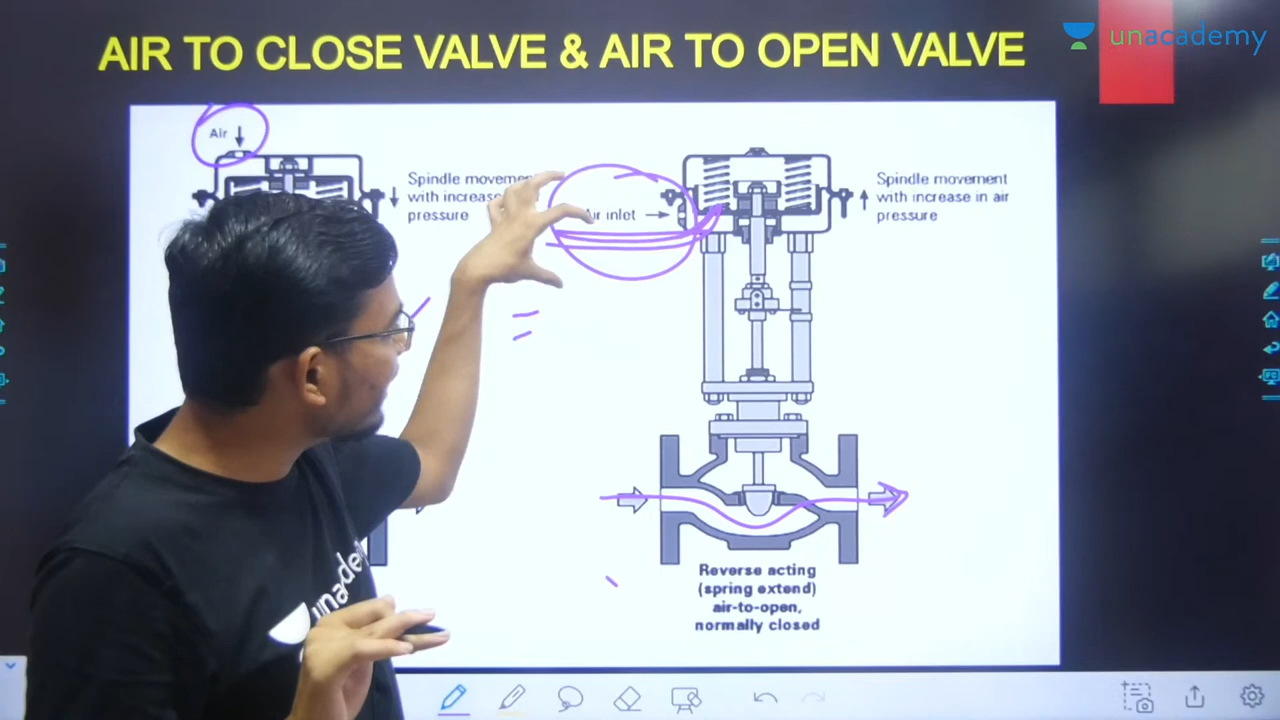 AIR TO CLOSE VALVE & AIR TO OPEN VALVE
unacademy
Air
Spindle movement
with increase
pressure
inlet
Spindle movement
with increase in air
pressure
Reverse acting
(spring extend)
air-to-open,
normally closed
unacade